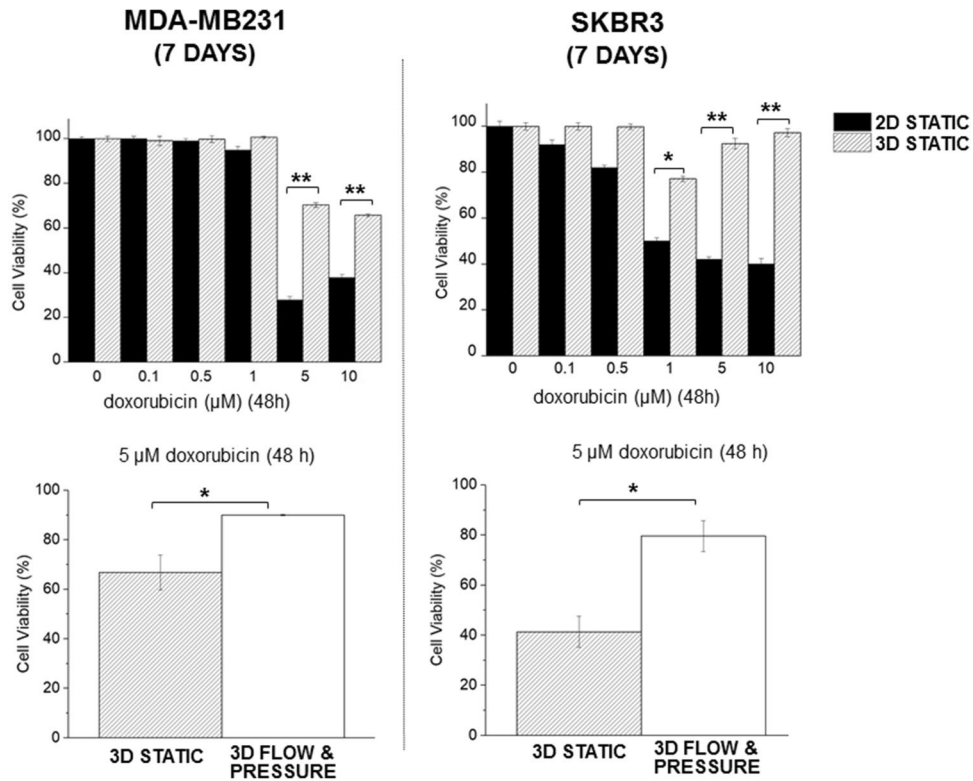 MDA-MB231
(7 DAYS)
SKBR3
(7 DAYS)
2D STATIC
3D STATIC
Cell Viability (%)
100
80
60
40
20
0
**
**
0 0.1 0.5 1 5 10
doxorubicin (µM) (48h)
Cell Viability (%)
100
80
60
40
20
0
*
**
**
0 0.1 0.5 1 5 10
doxorubicin (µM) (48h)
5 µM doxorubicin (48 h)
Cell Viability (%)
100
80
60
40
20
0
*
3D STATIC
3D FLOW &
PRESSURE
5 µM doxorubicin (48 h)
Cell Viability (%)
100
80
60
40
20
0
*
3D STATIC
3D FLOW &
PRESSURE